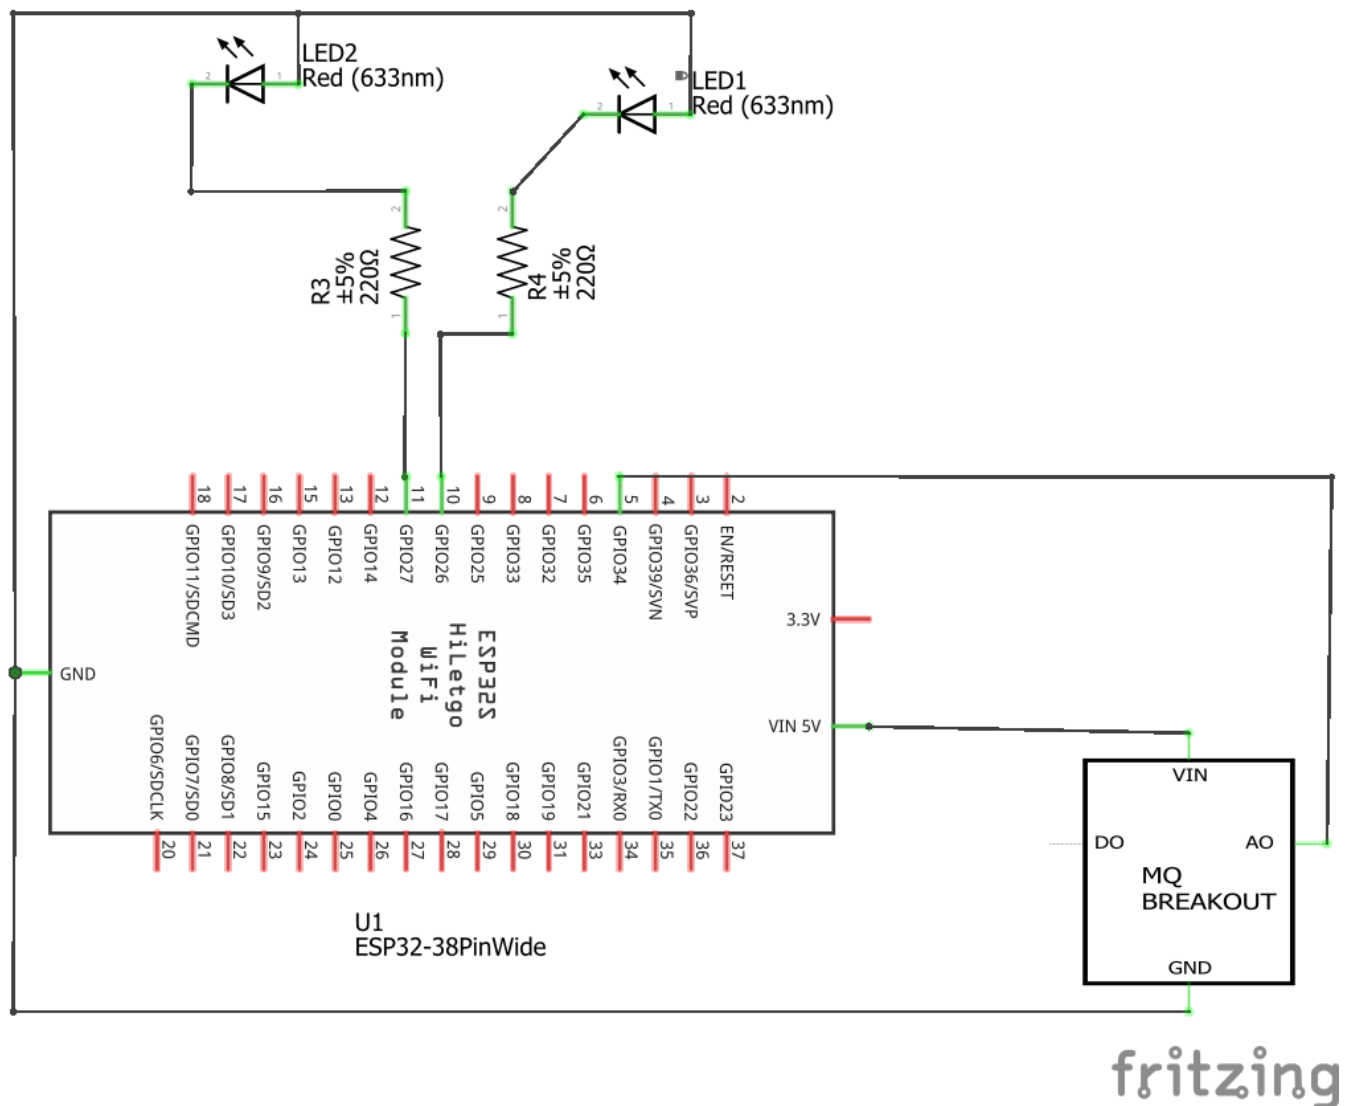 LED2
Red (633nm)
2
1
LED1
Red (633nm)
2
1
2
R3
±5%
220Ω
1
2
R4
±5%
220Ω
1
18
17
16
15
13
12
11
10
9
8
7
6
5
4
3
2
GPIO11/SDCMD
GPIO10/SD3
GPIO9/SD2
GPIO13
GPIO12
GPIO14
GPIO27
GPIO26
GPIO25
GPIO33
GPIO32
GPIO35
GPIO34
GPIO39/SVN
GPIO36/SVP
EN/RESET
3.3V
ESP32S
HiLetgo
WiFi
Module
GND
VIN 5V
GPIO6/SDCLK
GPIO7/SD0
GPIO8/SD1
GPIO15
GPIO2
GPIO0
GPIO4
GPIO16
GPIO17
GPIO5
GPIO18
GPIO19
GPIO21
GPIO3/RX0
GPIO1/TX0
GPIO22
GPIO23
20
21
22
23
24
25
26
27
28
29
30
31
33
34
35
36
37
VIN
DO
AO
MQ
BREAKOUT
GND
U1
ESP32-38PinWide
fritzing